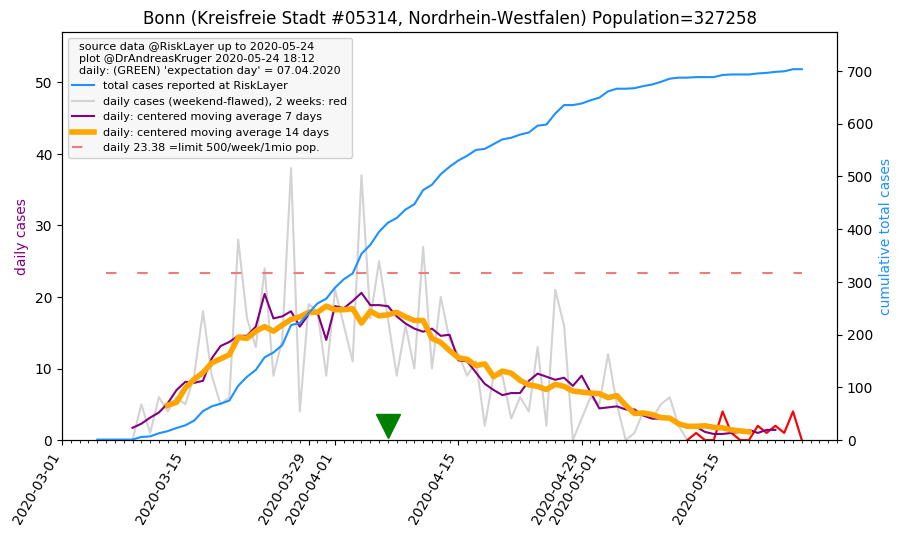 Bonn (Kreisfreie Stadt #05314, Nordrhein-Westfalen) Population=327258
source data @RiskLayer up to 2020-05-24
plot @DrAndreasKruger 2020-05-24 18:12
daily: (GREEN) 'expectation day' = 07.04.2020
total cases reported at RiskLayer
daily cases (weekend-flawed), 2 weeks: red
daily: centered moving average 7 days
daily: centered moving average 14 days
daily 23.38 =limit 500/week/1mio pop.
daily cases
50
40
30
20
10
0
700
600
500
400
300
200
100
0
cumulative total cases
2020-03-01
2020-03-15
2020-03-29
2020-04-01
2020-04-15
2020-04-29
2020-05-01
2020-05-15